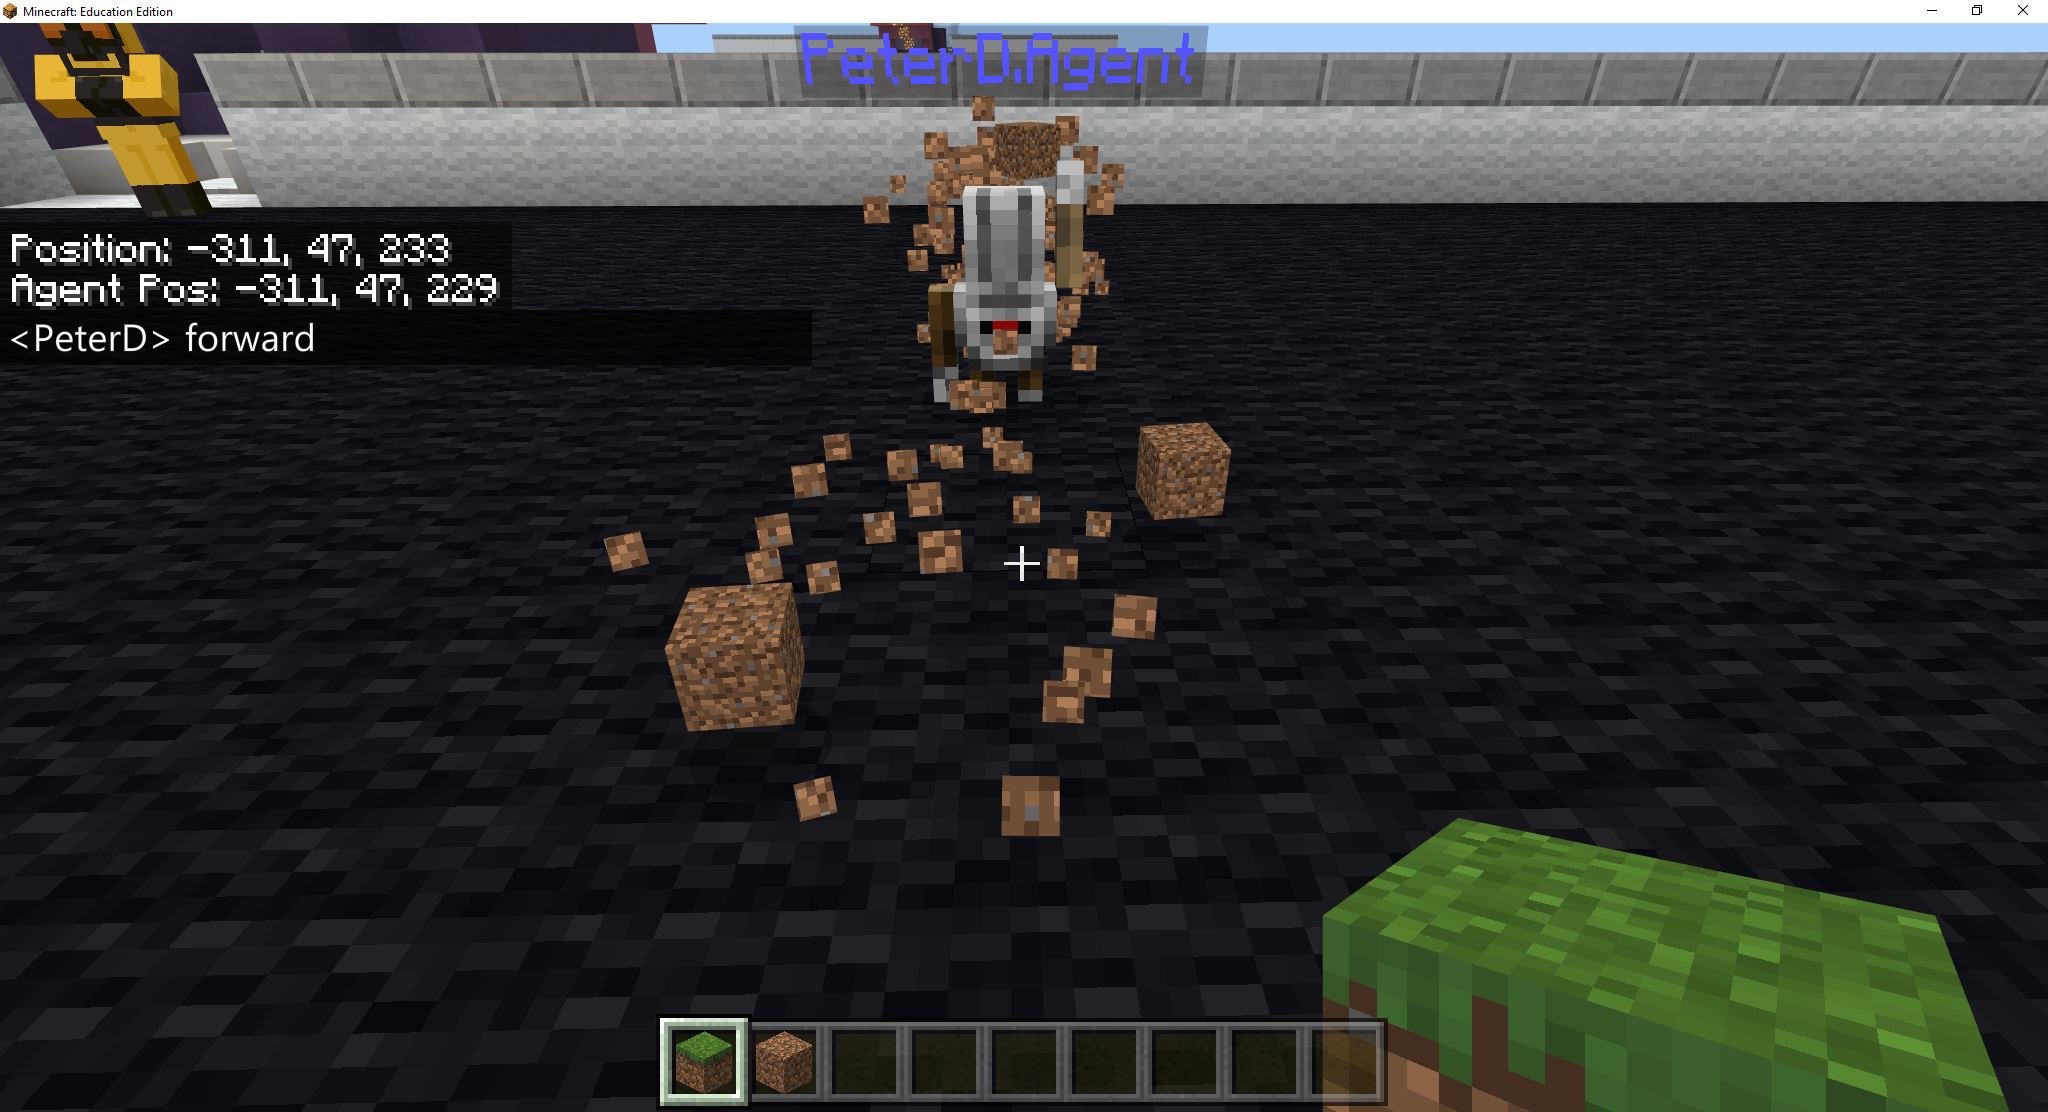 Minecraft: Education Edition
PeterD.Agent
Position: -311, 47, 233
Agent Pos: -311, 47, 229
<PeterD> forward